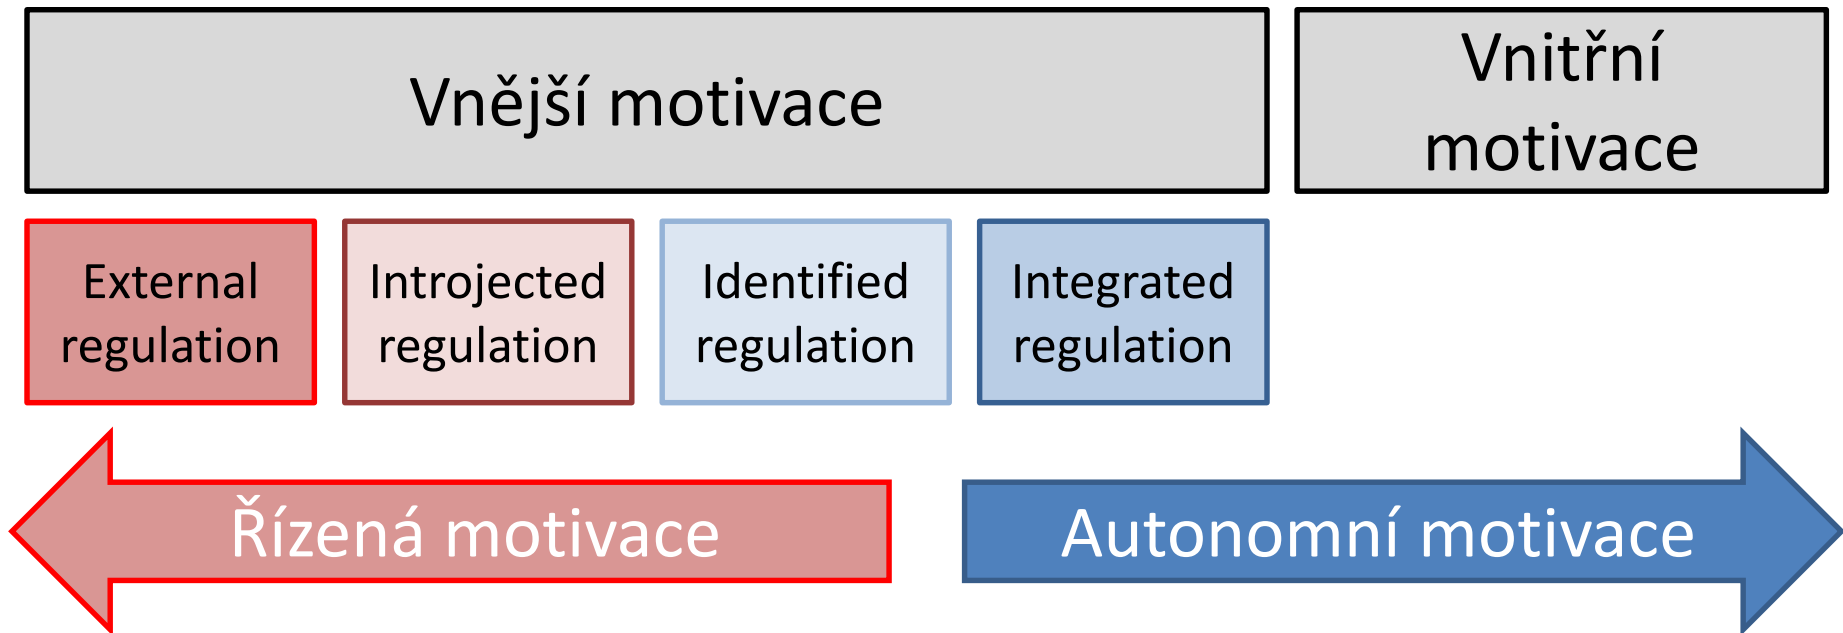 Vnější motivace
Vnitřní
motivace
External
regulation
Introjected
regulation
Identified
regulation
Integrated
regulation
Řízená motivace
Autonomní motivace